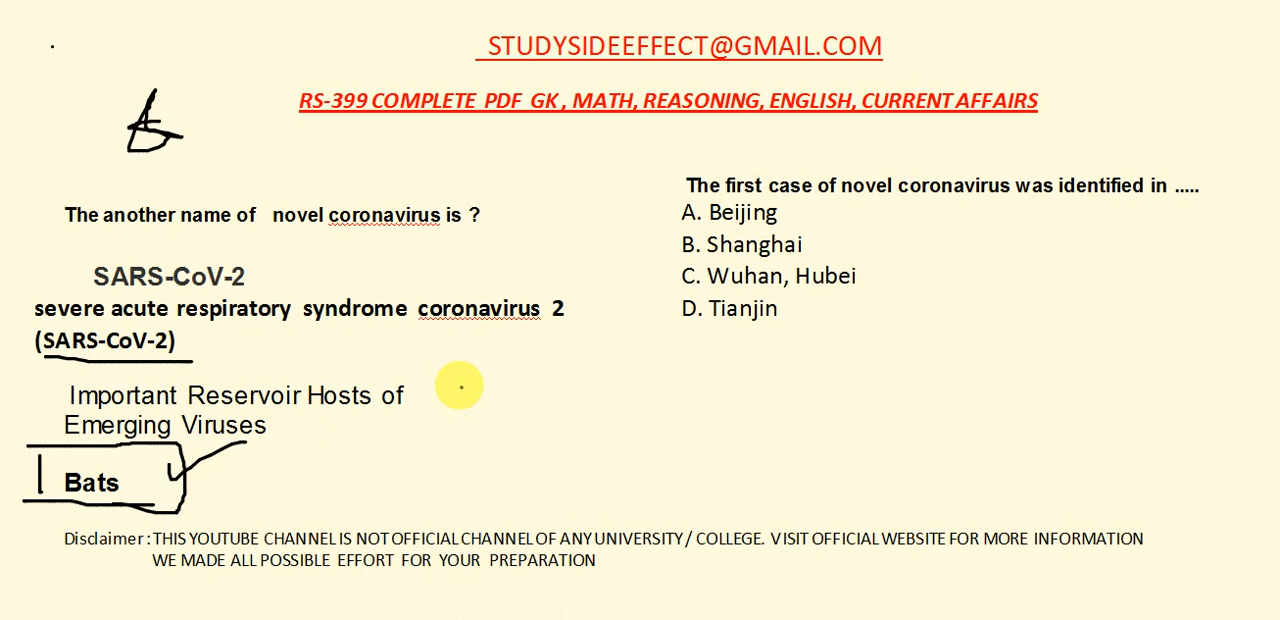 STUDYSIDEEFFECT@GMAIL.COM
RS-399 COMPLETE PDF GK, MATH, REASONING, ENGLISH, CURRENT AFFAIRS
The another name of novel coronavirus is ?
SARS-CoV-2
severe acute respiratory syndrome coronavirus 2
(SARS-CoV-2)
Important Reservoir Hosts of
Emerging Viruses
Bats
The first case of novel coronavirus was identified in .....
A. Beijing
B. Shanghai
C. Wuhan, Hubei
D. Tianjin
Disclaimer : THIS YOUTUBE CHANNEL IS NOT OFFICIAL CHANNEL OF ANY UNIVERSITY / COLLEGE. VISIT OFFICIAL WEBSITE FOR MORE INFORMATION
WE MADE ALL POSSIBLE EFFORT FOR YOUR PREPARATION